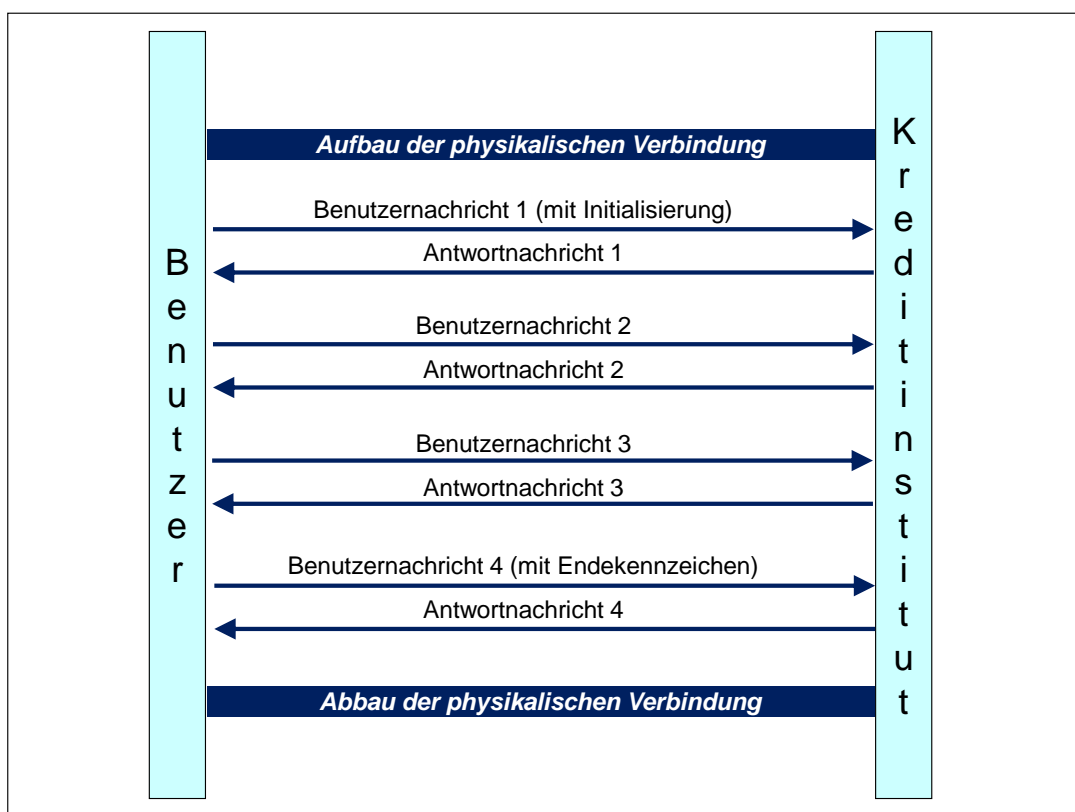 Benutzer
Kreditinstitut
Aufbau der physikalischen Verbindung
Benutzernachricht 1 (mit Initialisierung)
Antwortnachricht 1
Benutzernachricht 2
Antwortnachricht 2
Benutzernachricht 3
Antwortnachricht 3
Benutzernachricht 4 (mit Endekennzeichen)
Antwortnachricht 4
Abbau der physikalischen Verbindung